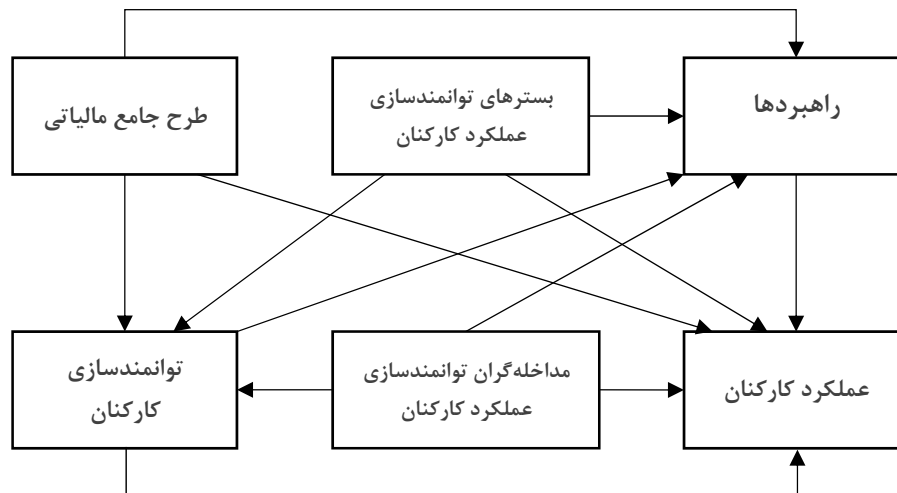 راهبردها
بسترهای توانمندسازی
عملکرد کارکنان
طرح جامع مالیاتی
عملکرد کارکنان
مداخله‌گران توانمندسازی
عملکرد کارکنان
توانمندسازی
کارکنان